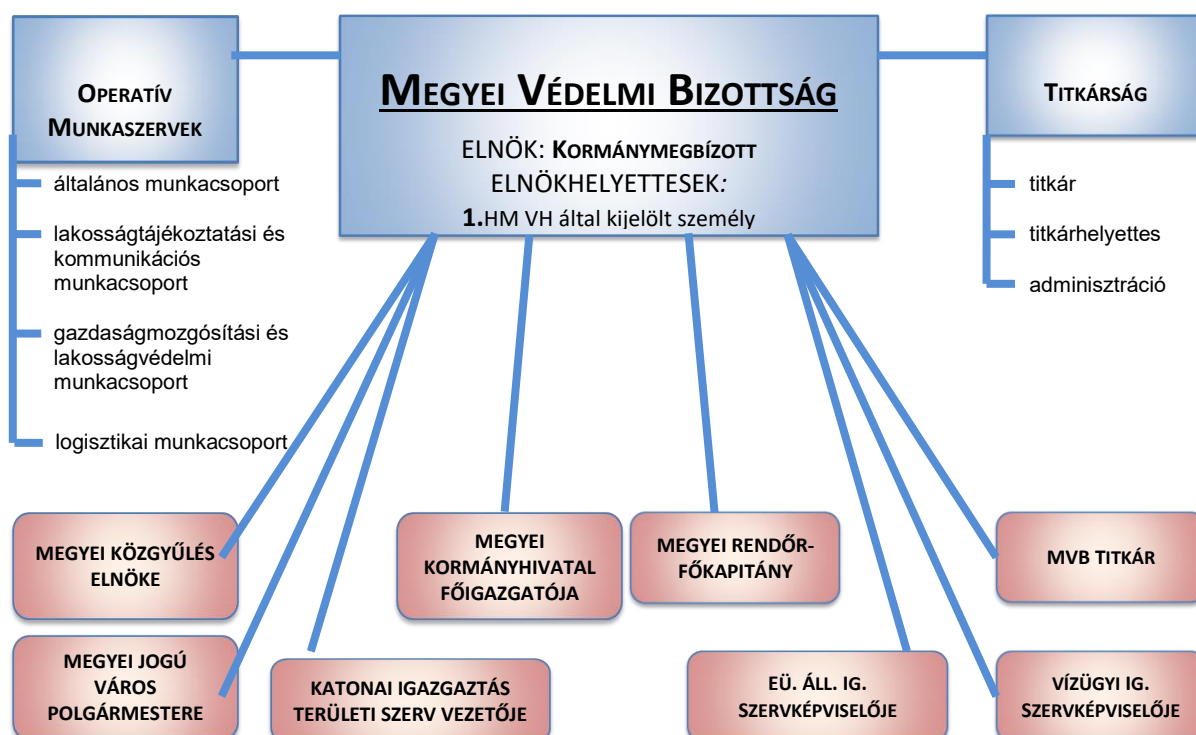 OPERATÍV
MUNKASZERVEK
általános munkacsoport
lakosságtájékoztatási és
kommunikációs
munkacsoport
gazdaságmozgósítási és
lakosságvédelmi
munkacsoport
logisztikai munkacsoport
MEGYEI VÉDELMI BIZOTTSÁG
ELNÖK: KORMÁNYMEGBÍZOTT
ELNÖKHELYETTESEK:
1.HM VH által kijelölt személy
TITKÁRSÁG
titkár
titkárhelyettes
adminisztráció
MEGYEI KÖZGYŰLÉS
ELNÖKE
MEGYEI
KORMÁNYHIVATAL
FŐIGAZGATÓJA
MEGYEI RENDŐR-
FŐKAPITÁNY
MVB TITKÁR
MEGYEI JOGÚ
VÁROS
POLGÁRMESTERE
KATONAI IGAZGAZTÁS
TERÜLETI SZERV VEZETŐJE
EÜ. ÁLL. IG.
SZERVKÉPVISELŐJE
VÍZÜGYI IG.
SZERVKÉPVISELŐJE